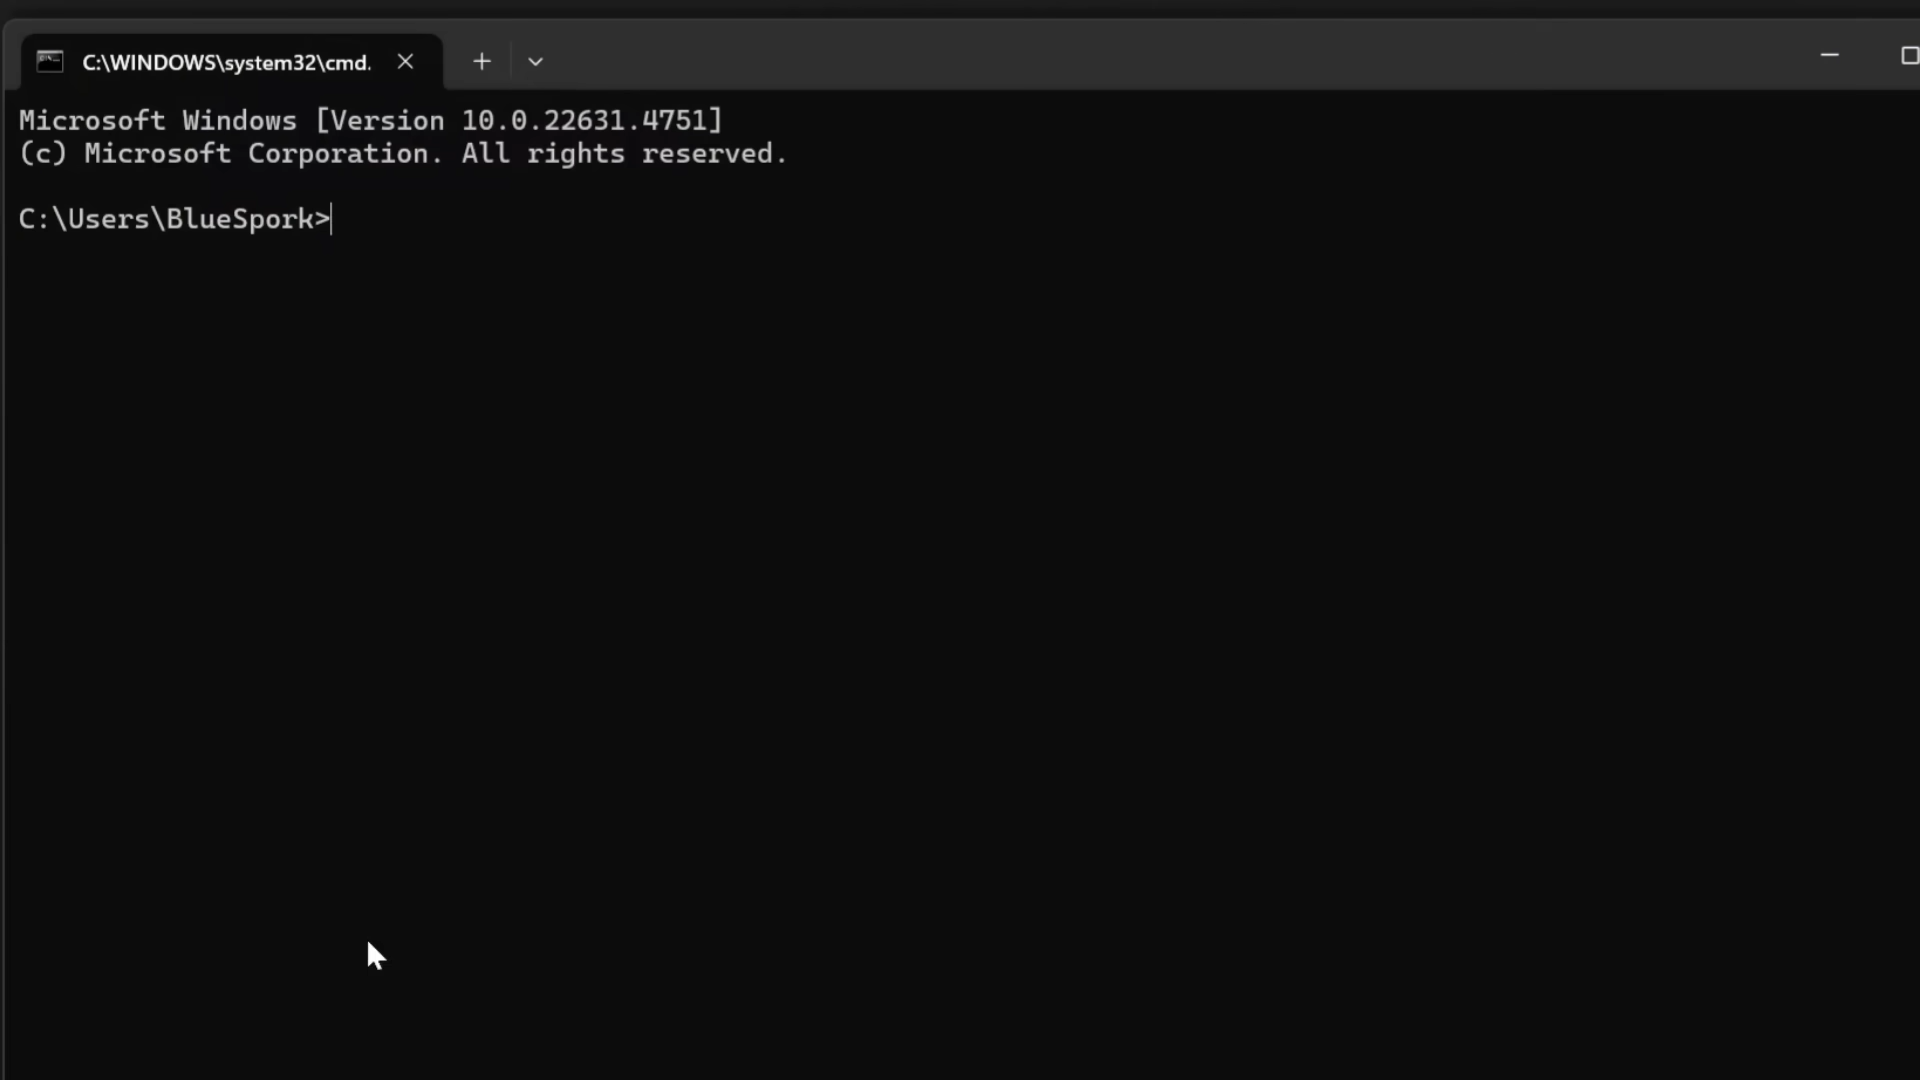 C:\WINDOWS\system32\cmd.
Microsoft Windows [Version 10.0.22631.4751]
(c) Microsoft Corporation. All rights reserved.
C:\Users\BlueSpork>